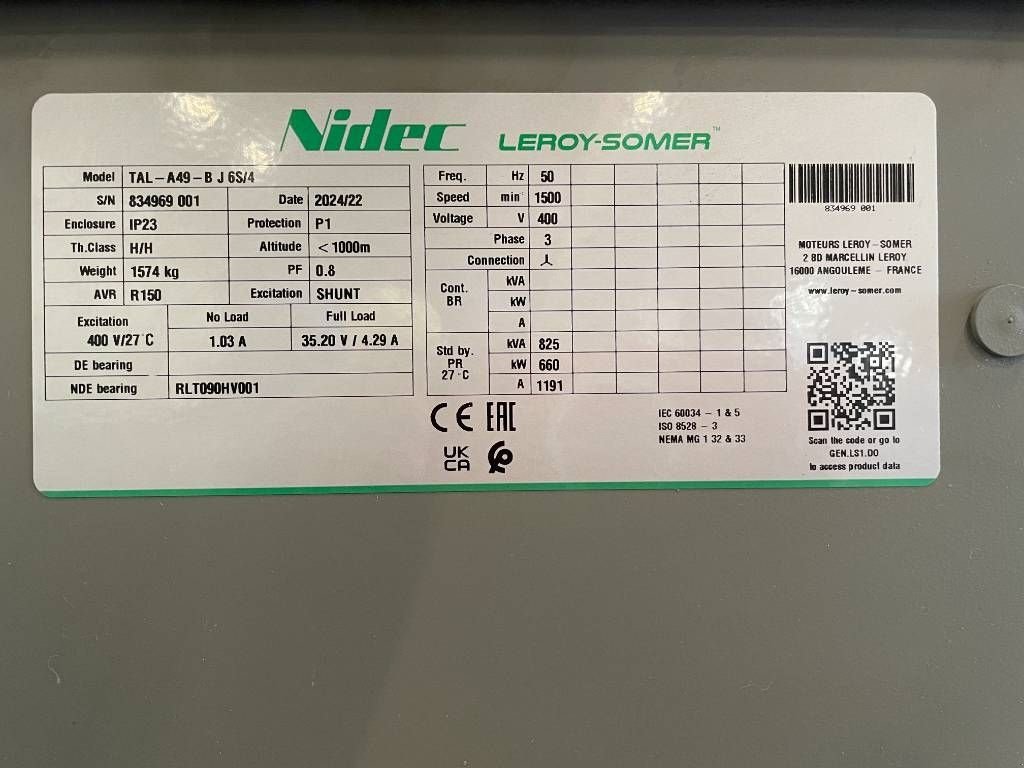 Nidec LEROY-SOMER™
Model TAL-A49-B J 6S/4
S/N 834969 001 Date 2024/22
Enclosure IP23 Protection P1
Th.Class H/H Altitude < 1000m
Weight 1574 kg PF 0.8
AVR R150 Excitation SHUNT
Excitation No Load Full Load
400 V/27°C 1.03 A 35.20 V / 4.29 A
DE bearing
NDE bearing RLT090HV001
Freq. Hz 50
Speed min⁻ 1500
Voltage V 400
Phase 3
Connection
Cont. BR kVA
kW
A
Std by. PR 27°C kVA 825
kW 660
A 1191
CE EAC
UK
CA
IEC 60034 - 1 & 5
ISO 8528 - 3
NEMA MG 1 32 & 33
834969 001
MOTEURS LEROY-SOMER
2 BD MARCELLIN LEROY
16000 ANGOULEME - FRANCE
www.leroy-somer.com
Scan the code or go to
GEN.LS1.DO
to access product data